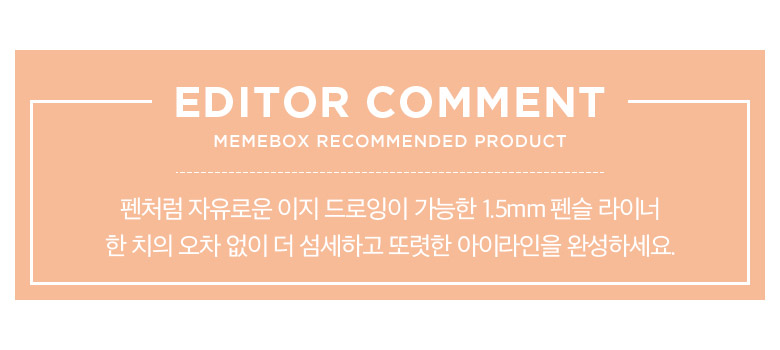 EDITOR COMMENT
MEMEBOX RECOMMENDED PRODUCT
펜처럼 자유로운 이지 드로잉이 가능한 1.5mm 펜슬 라이너
한 치의 오차 없이 더 섬세하고 또렷한 아이라인을 완성하세요.